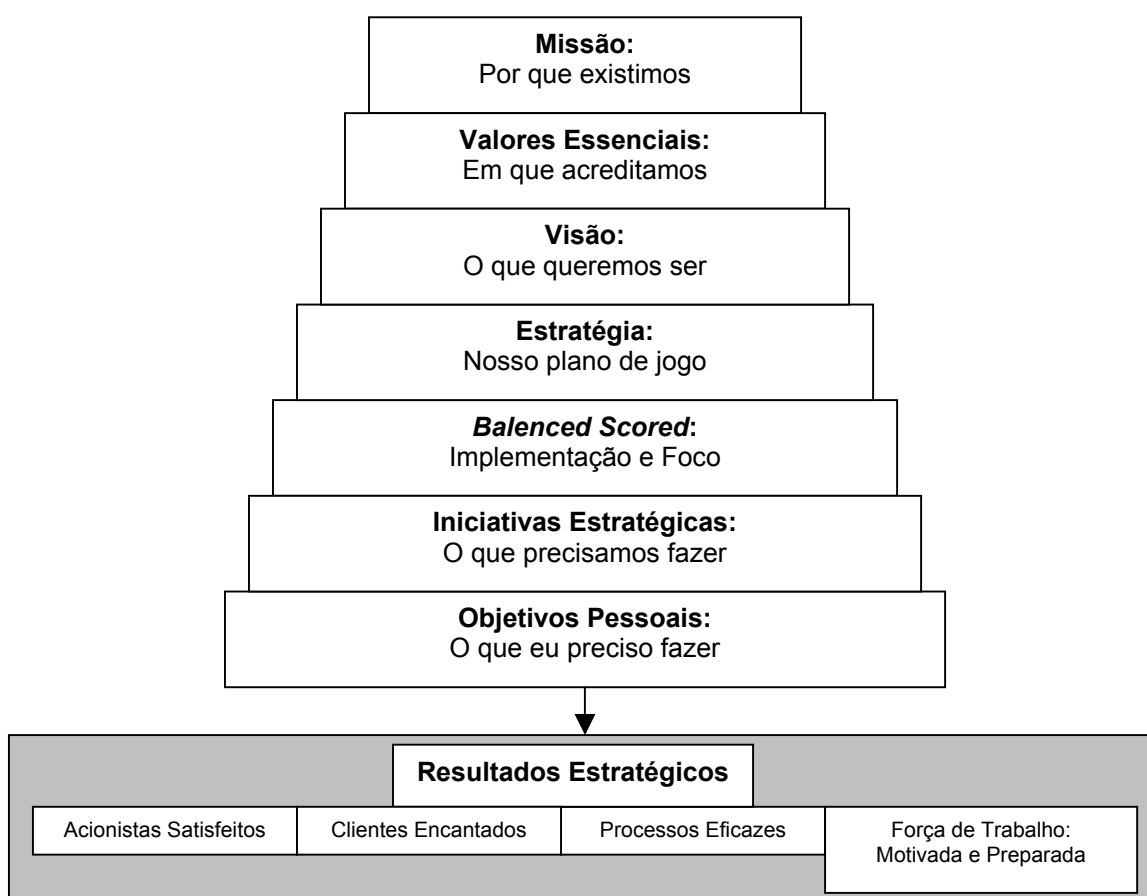 Missão:
Por que existimos
Valores Essenciais:
Em que acreditamos
Visão:
O que queremos ser
Estratégia:
Nosso plano de jogo
Balenced Scored:
Implementação e Foco
Iniciativas Estratégicas:
O que precisamos fazer
Objetivos Pessoais:
O que eu preciso fazer
Resultados Estratégicos
Acionistas Satisfeitos
Clientes Encantados
Processos Eficazes
Força de Trabalho:
Motivada e Preparada